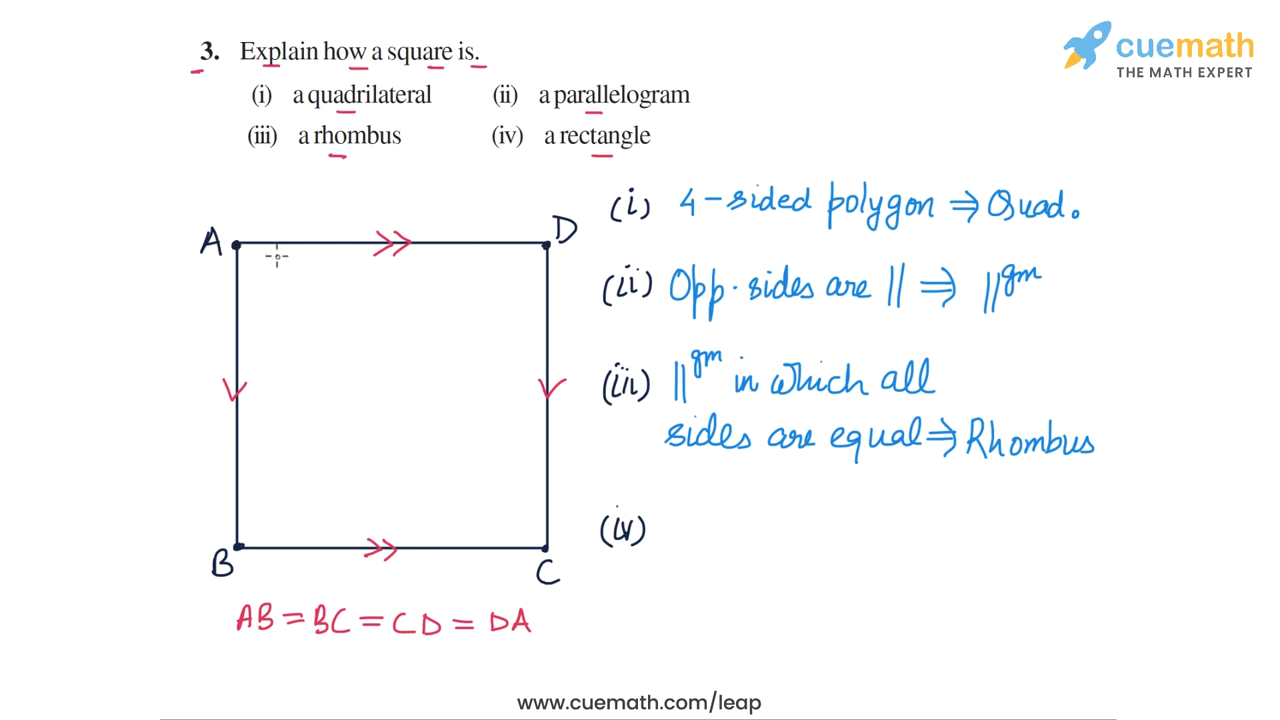 3. Explain how a square is.
(i) a quadrilateral (ii) a parallelogram
(iii) a rhombus (iv) a rectangle
cuemath
THE MATH EXPERT
A D
B C
AB = BC = CD = DA
(i) 4-sided polygon ⇒ Quad.
(ii) Opp. sides are || ⇒ ||gm
(iii) ||gm in which all
sides are equal ⇒ Rhombus
(iv)
www.cuemath.com/leap